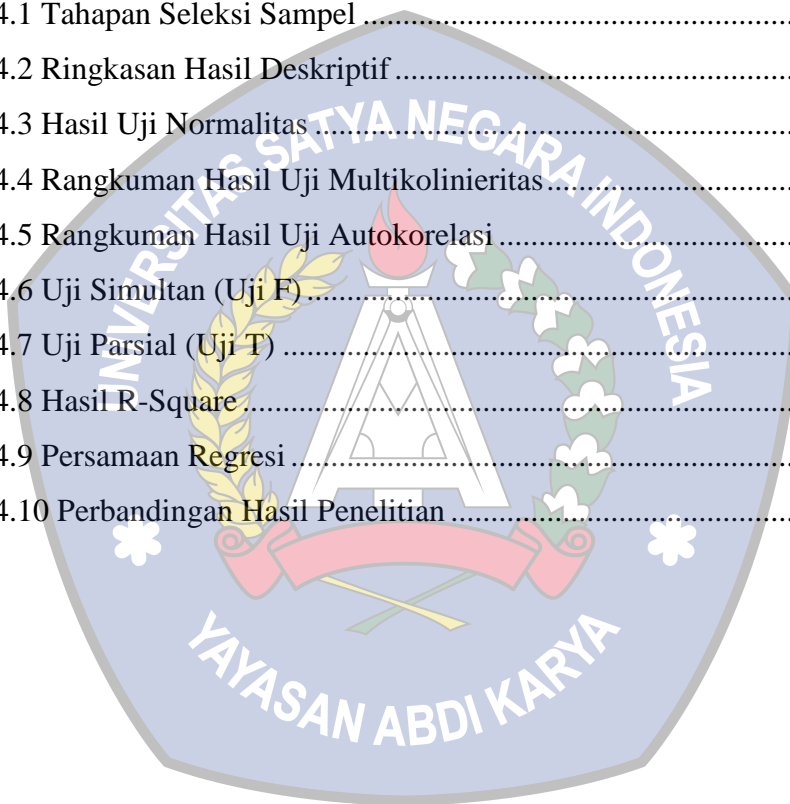 4.1 Tahapan Seleksi Sampel ....................................................
4.2 Ringkasan Hasil Deskriptif ................................................
4.3 Hasil Uji Normalitas ..........................................................
4.4 Rangkuman Hasil Uji Multikolinieritas ..............................
4.5 Rangkuman Hasil Uji Autokorelasi ....................................
4.6 Uji Simultan (Uji F) ............................................................
4.7 Uji Parsial (Uji T) ..............................................................
4.8 Hasil R-Square ...................................................................
4.9 Persamaan Regresi .............................................................
4.10 Perbandingan Hasil Penelitian ..........................................
UNIVERSITAS SATYA NEGARA INDONESIA
YAYASAN ABDI KARYA